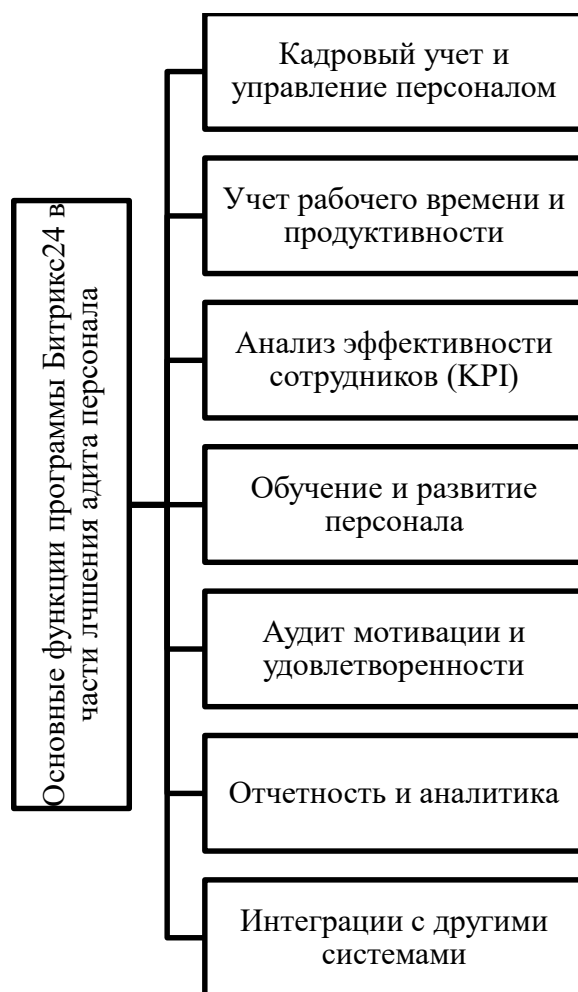 Основные функции программы Битрикс24 в
части лчшения адита персонала
Кадровый учет и
управление персоналом
Учет рабочего времени и
продуктивности
Анализ эффективности
сотрудников (KPI)
Обучение и развитие
персонала
Аудит мотивации и
удовлетворенности
Отчетность и аналитика
Интеграции с другими
системами